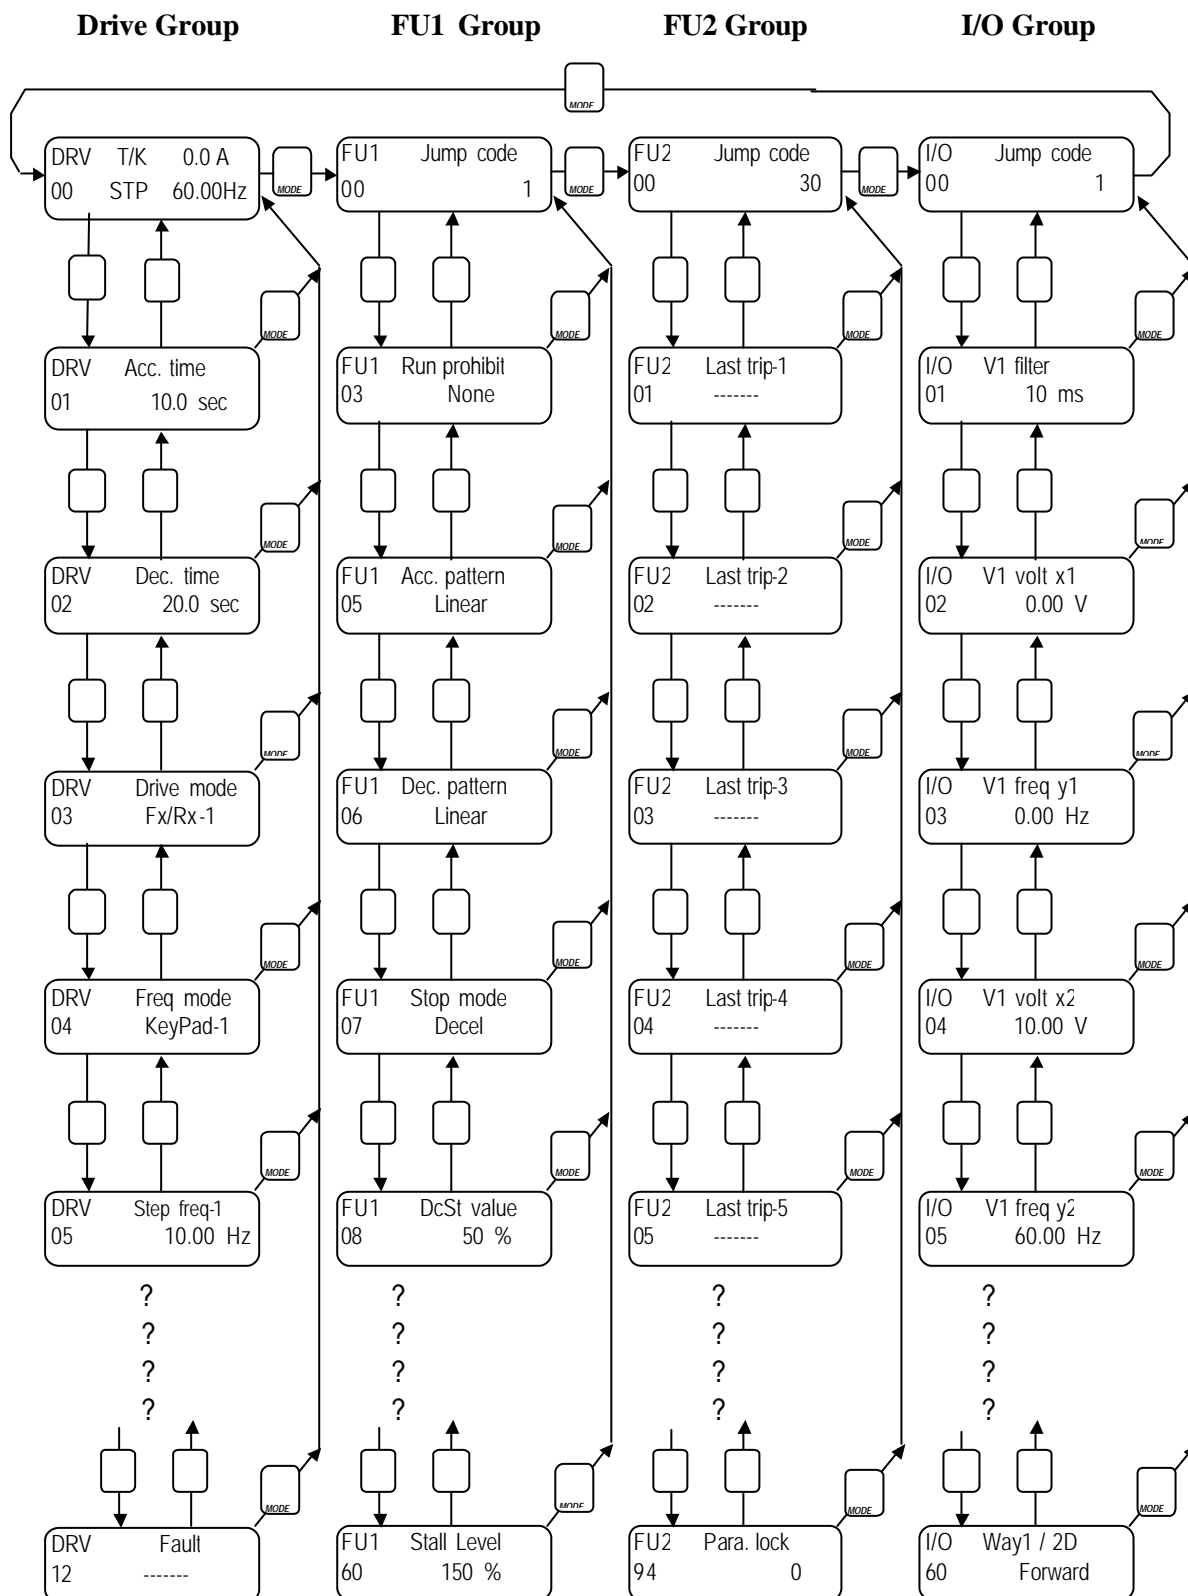 Drive Group FU1 Group FU2 Group I/O Group
MODE
DRV T/K 0.0 A
00 STP 60.00Hz
MODE
FU1 Jump code
00 1
MODE
FU2 Jump code
00 30
MODE
I/O Jump code
00 1
MODE MODE MODE MODE
DRV Acc. time
01 10.0 sec
FU1 Run prohibit
03 None
FU2 Last trip-1
01 -------
I/O V1 filter
01 10 ms
MODE MODE MODE MODE
DRV Dec. time
02 20.0 sec
FU1 Acc. pattern
05 Linear
FU2 Last trip-2
02 -------
I/O V1 volt x1
02 0.00 V
MODE MODE MODE MODE
DRV Drive mode
03 Fx/Rx-1
FU1 Dec. pattern
06 Linear
FU2 Last trip-3
03 -------
I/O V1 freq y1
03 0.00 Hz
MODE MODE MODE MODE
DRV Freq mode
04 KeyPad-1
FU1 Stop mode
07 Decel
FU2 Last trip-4
04 -------
I/O V1 volt x2
04 10.00 V
MODE MODE MODE MODE
DRV Step freq-1
05 10.00 Hz
FU1 DcSt value
08 50 %
FU2 Last trip-5
05 -------
I/O V1 freq y2
05 60.00 Hz
? ? ? ?
? ? ? ?
? ? ? ?
? ? ? ?
MODE MODE MODE MODE
DRV Fault
12 -------
FU1 Stall Level
60 150 %
FU2 Para. lock
94 0
I/O Way1 / 2D
60 Forward